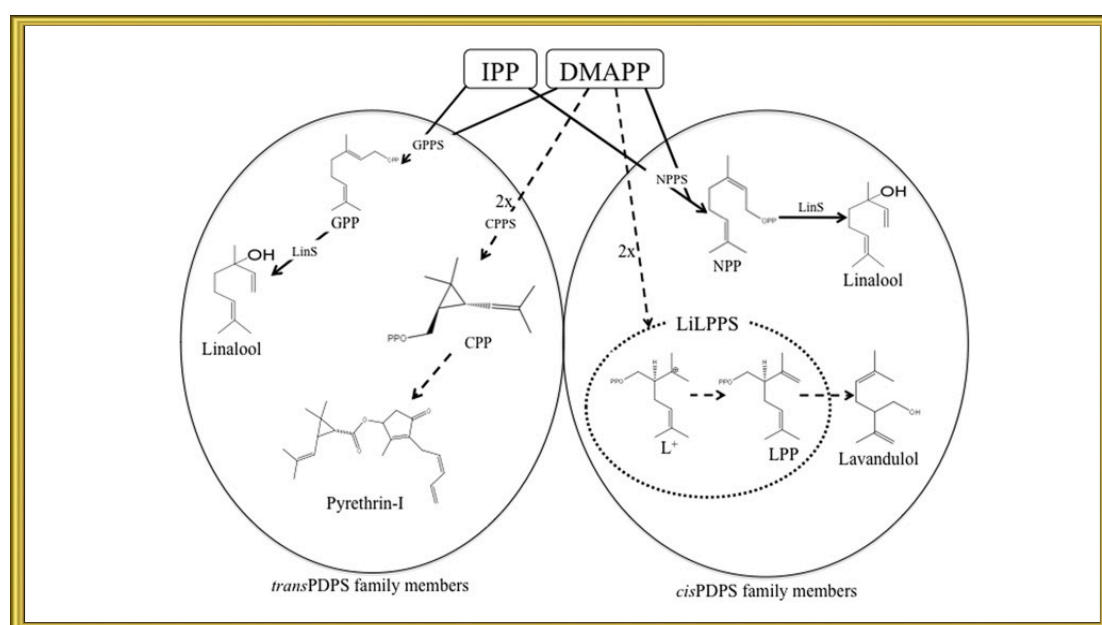 IPP DMAPP
GPPS
OPP
GPP
LinS
OH
Linalool
2x
CPPS
PPO
CPP
O
O
O
Pyrethrin-I
transPDPS family members
NPPS
OPP
NPP
LinS
OH
Linalool
2x
LiLPPS
H
PPO
⊕
L+
H
PPO
LPP
OH
Lavandulol
cisPDPS family members